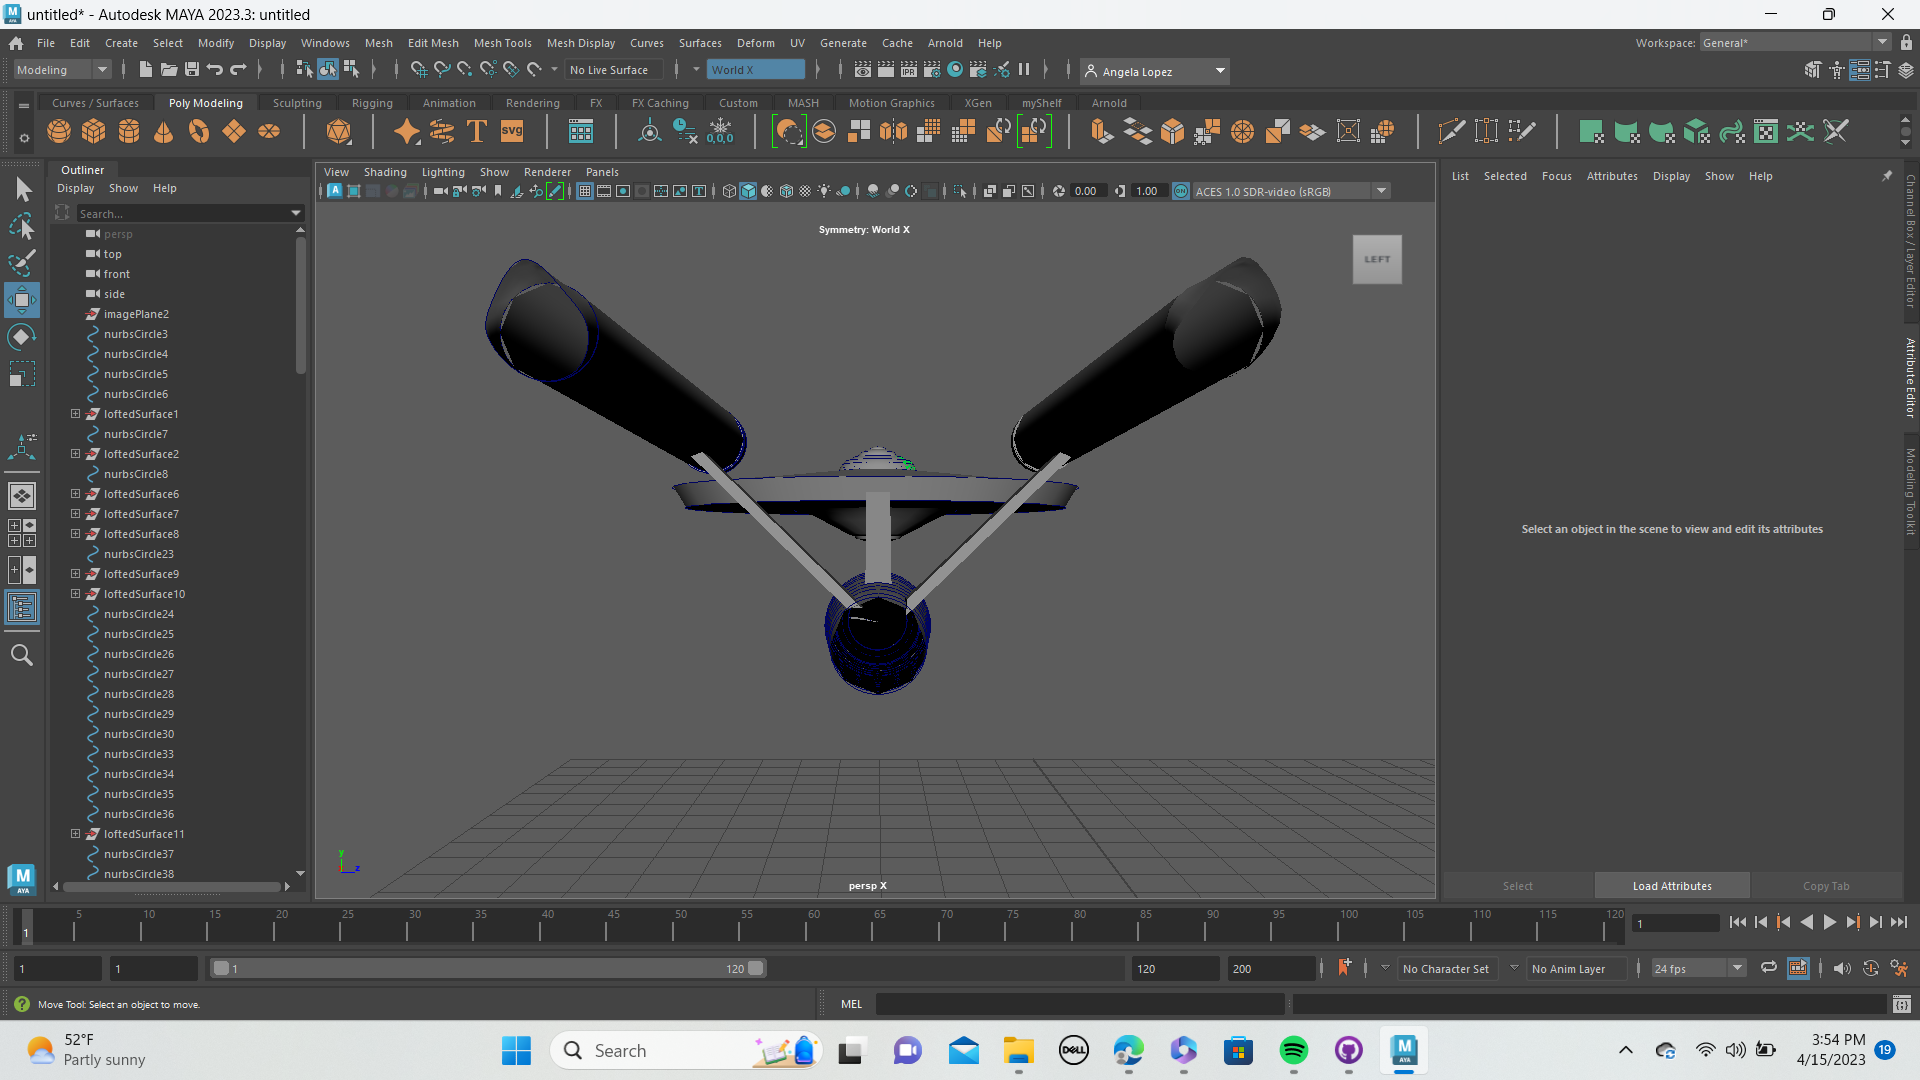 untitled* - Autodesk MAYA 2023.3: untitled
File Edit Create Select Modify Display Windows Mesh Edit Mesh Mesh Tools Mesh Display Curves Surfaces Deform UV Generate Cache Arnold Help
Workspace: General*
Modeling No Live Surface World X Angela Lopez
Curves / Surfaces Poly Modeling Sculpting Rigging Animation Rendering FX FX Caching Custom MASH Motion Graphics XGen myShelf Arnold
Outliner
Display Show Help
Search...
persp
top
front
side
imagePlane2
nurbsCircle3
nurbsCircle4
nurbsCircle5
nurbsCircle6
loftedSurface1
nurbsCircle7
loftedSurface2
nurbsCircle8
loftedSurface6
loftedSurface7
loftedSurface8
nurbsCircle23
loftedSurface9
loftedSurface10
nurbsCircle24
nurbsCircle25
nurbsCircle26
nurbsCircle27
nurbsCircle28
nurbsCircle29
nurbsCircle30
nurbsCircle33
nurbsCircle34
nurbsCircle35
nurbsCircle36
loftedSurface11
nurbsCircle37
nurbsCircle38
View Shading Lighting Show Renderer Panels
0.00 1.00 ACES 1.0 SDR-video (sRGB)
Symmetry: World X
LEFT
y
z
persp X
List Selected Focus Attributes Display Show Help
Select an object in the scene to view and edit its attributes
Select Load Attributes Copy Tab
Channel Box / Layer Editor
Attribute Editor
Modeling Toolkit
1 5 10 15 20 25 30 35 40 45 50 55 60 65 70 75 80 85 90 95 100 105 110 115 120
1
1 1 1 120 120 200 No Character Set No Anim Layer 24 fps
Move Tool: Select an object to move.
MEL
52°F
Partly sunny
Search
DELL
M
AYA
3:54 PM
4/15/2023
19